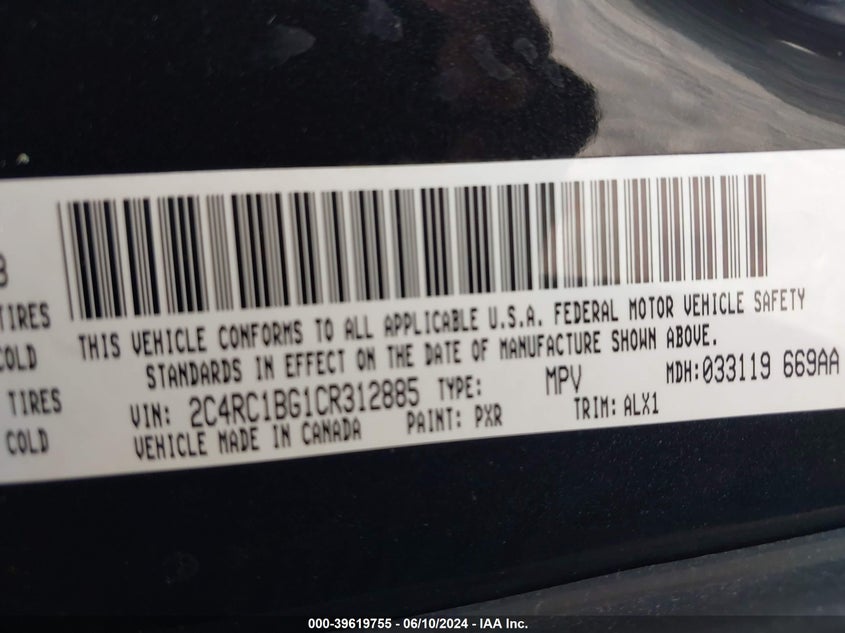 3
TIRES
COLD
TIRES
COLD
THIS VEHICLE CONFORMS TO ALL APPLICABLE U.S.A. FEDERAL MOTOR VEHICLE SAFETY
STANDARDS IN EFFECT ON THE DATE OF MANUFACTURE SHOWN ABOVE.
VIN: 2C4RC1BG1CR312885 TYPE: MPV MDH:033119 669AA
VEHICLE MADE IN CANADA PAINT: PXR TRIM: ALX1
000-39619755 - 06/10/2024 - IAA Inc.